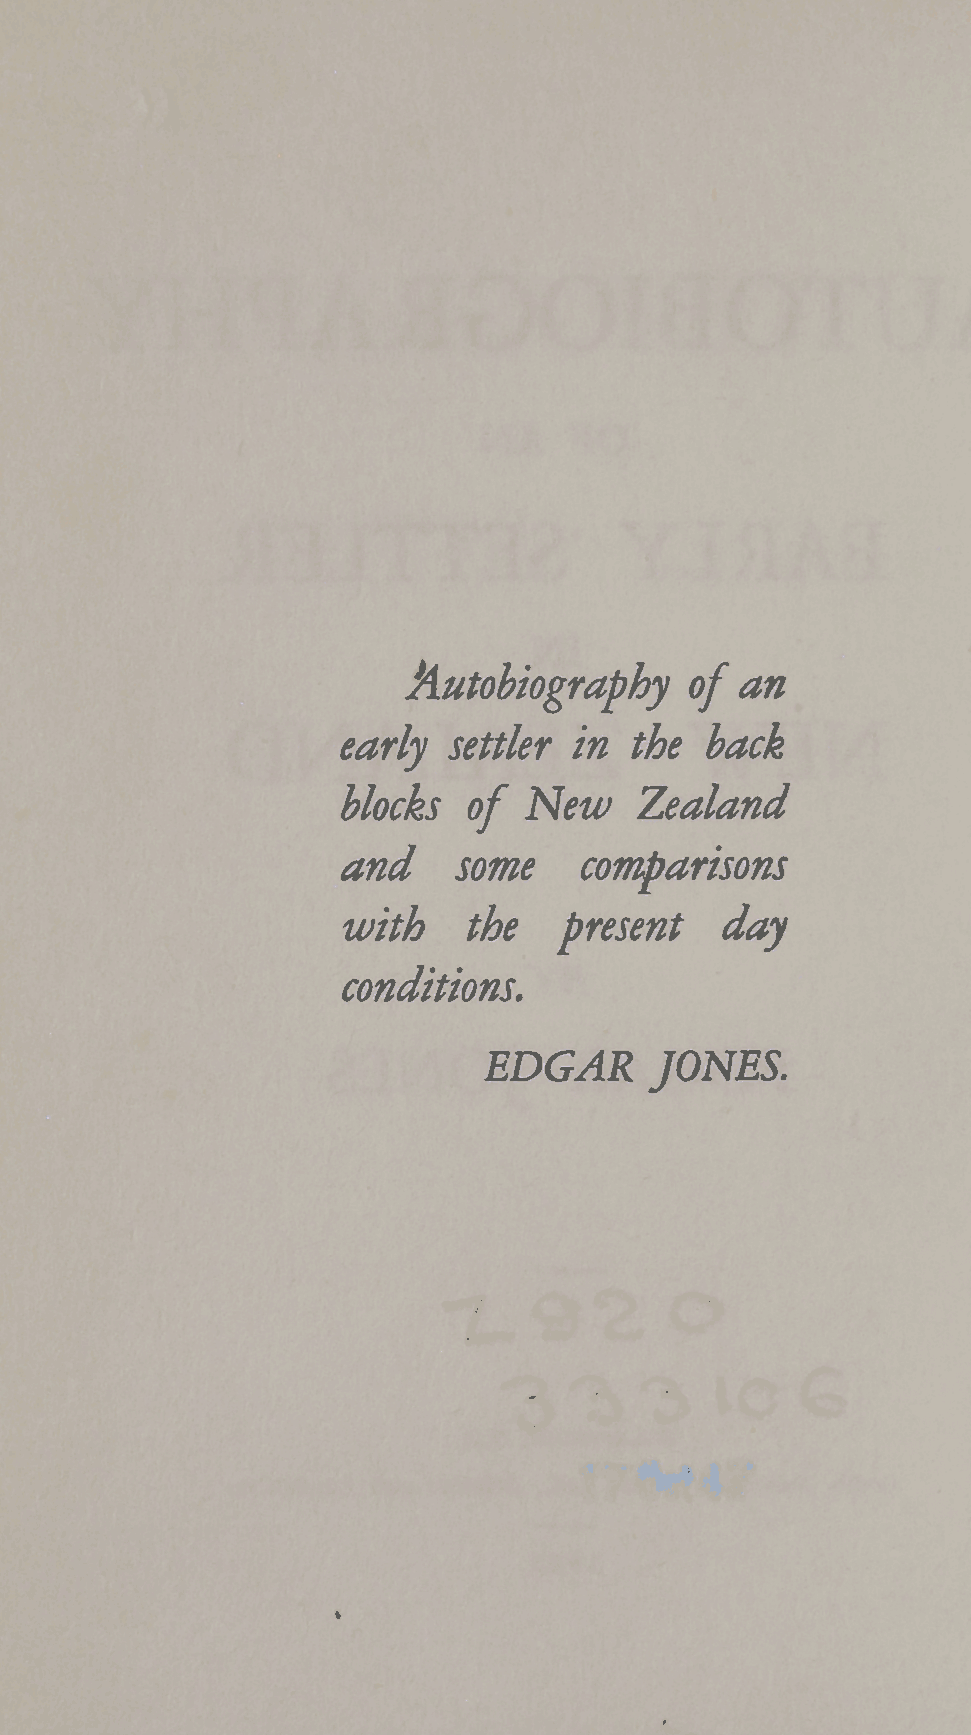 Autobiography of an
early settler in the back
blocks of New Zealand
and some comparisons
with the present day
conditions.
EDGAR JONES.